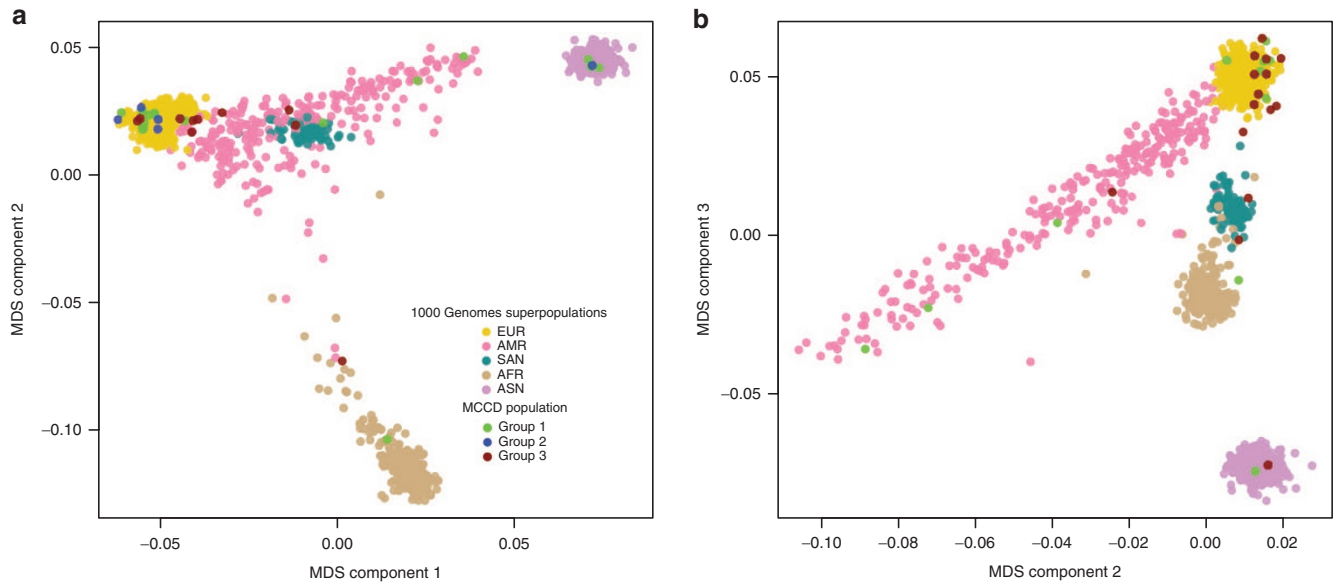 a
0.05
0.00
−0.05
−0.10
MDS component 2
−0.05
0.00
0.05
MDS component 1
1000 Genomes superpopulations
EUR
AMR
SAN
AFR
ASN
MCCD population
Group 1
Group 2
Group 3
b
0.05
0.00
−0.05
MDS component 3
−0.10
−0.08
−0.06
−0.04
−0.02
0.00
0.02
MDS component 2